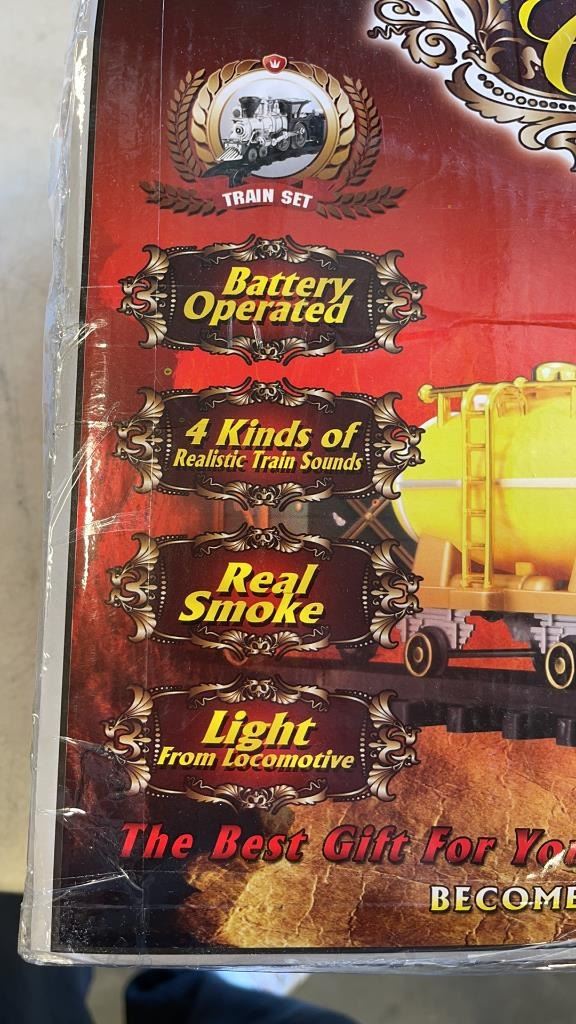 TRAIN SET
Battery
Operated
4 Kinds of
Realistic Train Sounds
Real
Smoke
Light
From Locomotive
The Best Gift For
BECOME